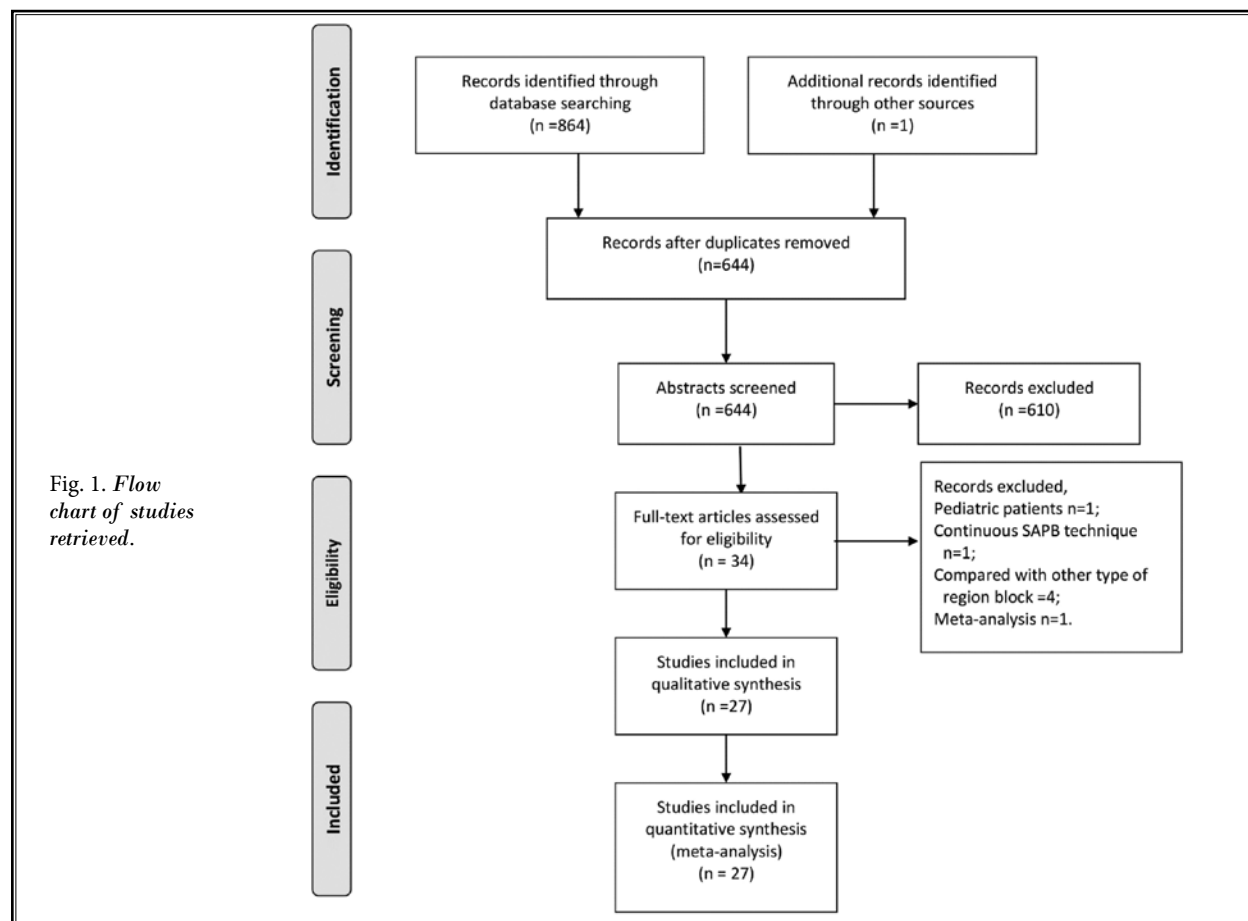 Identification
Records identified through
database searching
(n =864)
Additional records identified
through other sources
(n =1)
Records after duplicates removed
(n=644)
Screening
Abstracts screened
(n =644)
Records excluded
(n =610)
Fig. 1. Flow
chart of studies
retrieved.
Eligibility
Full-text articles assessed
for eligibility
(n = 34)
Records excluded,
Pediatric patients n=1;
Continuous SAPB technique
n=1;
Compared with other type of
region block =4;
Meta-analysis n=1.
Studies included in
qualitative synthesis
(n =27)
Included
Studies included in
quantitative synthesis
(meta-analysis)
(n = 27)